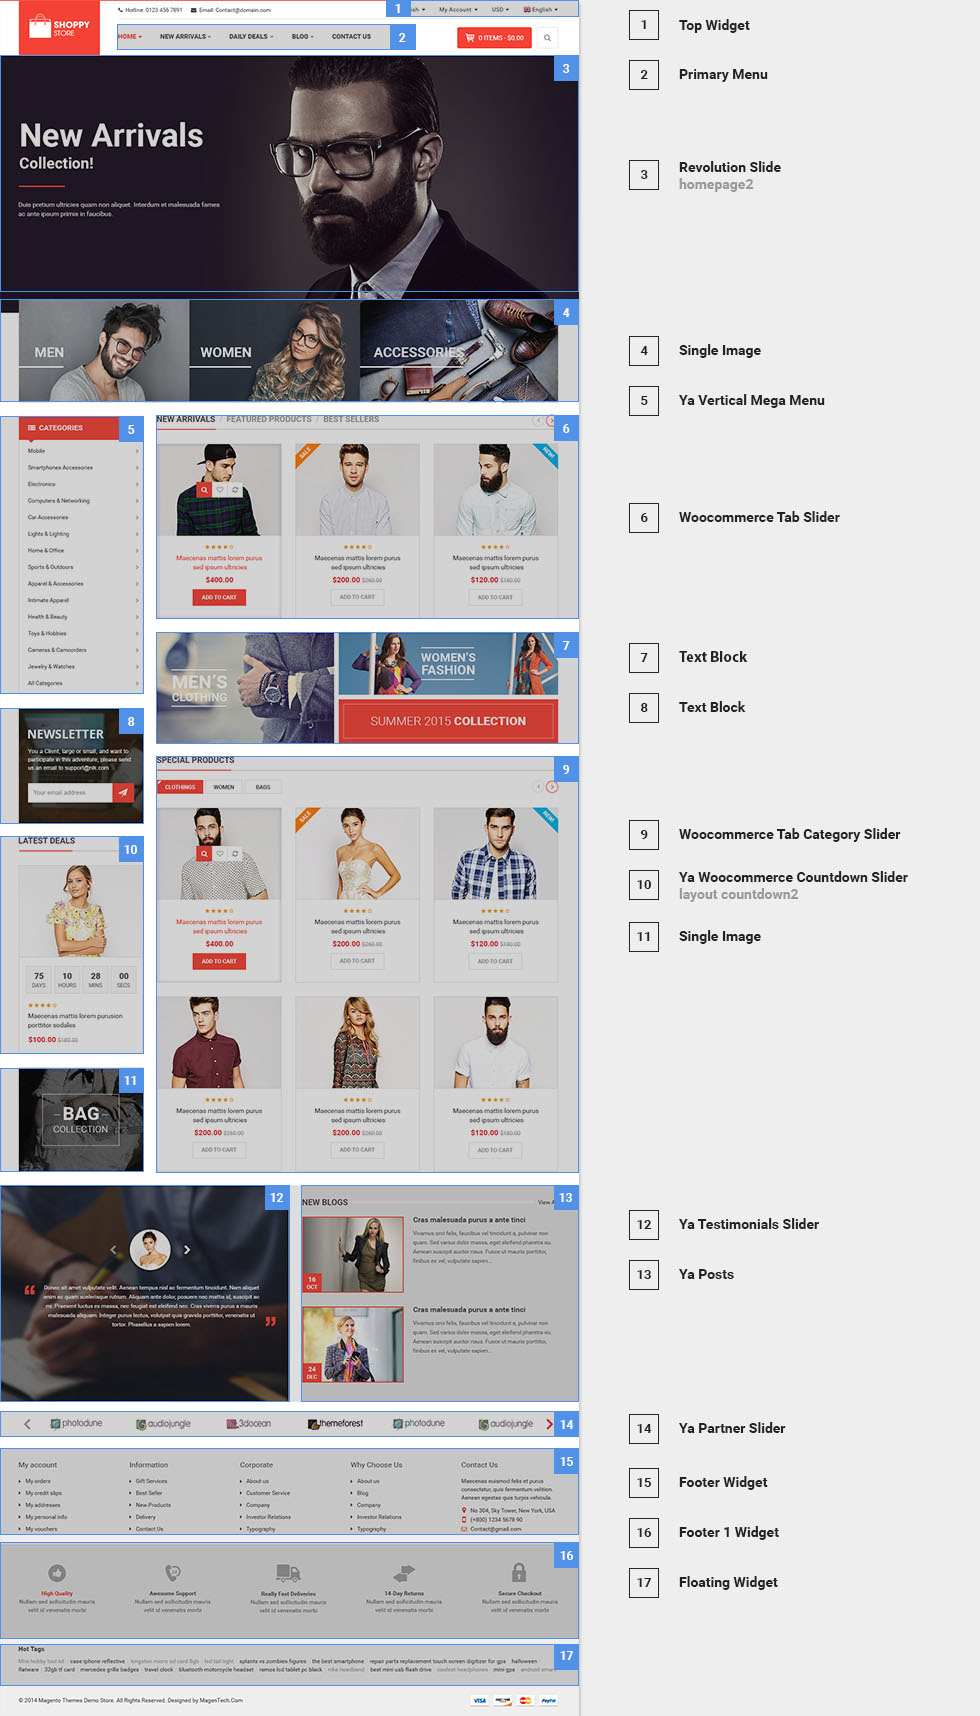 SHOPPY
STORE
Hotline: 0123 456 7891
Email: Contact@domain.com
My Account
USD
English
1
HOME
NEW ARRIVALS
DAILY DEALS
BLOG
CONTACT US
2
0 ITEMS - $0.00
3
New Arrivals
Collection!
Duis pretium ultricies quam non aliquet. Interdum et malesuada fames
ac ante ipsum primis in faucibus.
4
MEN
WOMEN
ACCESSORIES
5
CATEGORIES
Mobile
Smartphones Accessories
Electronics
Computers & Networking
Car Accessories
Lights & Lighting
Home & Office
Sports & Outdoors
Apparel & Accessories
Intimate Apparel
Health & Beauty
Toys & Hobbies
Cameras & Camcorders
Jewelry & Watches
All Categories
NEW ARRIVALS / FEATURED PRODUCTS / BEST SELLERS
6
SALE
NEW!
Maecenas mattis lorem purus
sed ipsum ultricies
$400.00
ADD TO CART
Maecenas mattis lorem purus
sed ipsum ultricies
$200.00 $260.00
ADD TO CART
Maecenas mattis lorem purus
sed ipsum ultricies
$120.00 $180.00
ADD TO CART
7
MEN'S
CLOTHING
WOMEN'S
FASHION
SUMMER 2015 COLLECTION
8
NEWSLETTER
You a Client, large or small, and want to
participate in this adventure, please send
us an email to support@nik.com
Your email address
SPECIAL PRODUCTS
9
CLOTHINGS
WOMEN
BAGS
SALE
NEW!
Maecenas mattis lorem purus
sed ipsum ultricies
$400.00
ADD TO CART
Maecenas mattis lorem purus
sed ipsum ultricies
$200.00 $260.00
ADD TO CART
Maecenas mattis lorem purus
sed ipsum ultricies
$120.00 $180.00
ADD TO CART
Maecenas mattis lorem purus
sed ipsum ultricies
$200.00 $260.00
ADD TO CART
Maecenas mattis lorem purus
sed ipsum ultricies
$200.00 $260.00
ADD TO CART
Maecenas mattis lorem purus
sed ipsum ultricies
$120.00 $180.00
ADD TO CART
LATEST DEALS
10
75 DAYS
10 HOURS
28 MINS
00 SECS
Maecenas mattis lorem purusion
porttitor sodales
$100.00 $180.00
11
BAG
COLLECTION
12
Donec sit amet vulputate velit. Aenean tempus nisl ac fermentum tincidunt. Nam aliquet
enim ac quam scelerisque rutrum. Aliquam ante dolor, posuere nec mattis id, suscipit ac
mi. Praesent luctus ex massa, nec feugiat est eleifend nec. Cras viverra purus a mauris
malesuada aliquam. Integer purus lectus, volutpat quis gravida porttitor, venenatis ut
tortor. Phasellus a sapien lorem.
NEW BLOGS
View
13
16
OCT
Cras malesuada purus a ante tinci
Vivamus orci felis, faucibus vel tincidunt a, pulvinar non
quam. Sed varius dolor massa, eget eleifend pharetra eu.
Aenean suscipit auctor risus. Fusce ut mauris porttitor,
finibus ex vel, vulputate sapien...
24
DEC
Cras malesuada purus a ante tinci
Vivamus orci felis, faucibus vel tincidunt a, pulvinar non
quam. Sed varius dolor massa, eget eleifend pharetra eu.
Aenean suscipit auctor risus. Fusce ut mauris porttitor,
finibus ex vel, vulputate sapien...
photodune
audiojungle
3docean
themeforest
photodune
audiojungle
14
15
My account
My orders
My credit slips
My addresses
My personal info
My vouchers
Information
Gift Services
Best Seller
New Products
Delivery
Contact Us
Corporate
About us
Customer Service
Company
Investor Relations
Typography
Why Choose Us
About us
Blog
Company
Investor Relations
Typography
Contact Us
Maecenas euismod felis et purus
consectetur, quis fermentum velition.
Aenean egestas quis turpis vehicula.
No 304, Sky Tower, New York, USA
(+800) 1234 5678 90
Contact@gmail.com
16
High Quality
Nullam sed sollicitudin mauris
velit id venenatis morbi
Awesome Support
Nullam sed sollicitudin mauris
velit id venenatis morbi
Really Fast Deliveries
Nullam sed sollicitudin mauris
velit id venenatis morbi
14-Day Returns
Nullam sed sollicitudin mauris
velit id venenatis morbi
Secure Checkout
Nullam sed sollicitudin mauris
velit id venenatis morbi
Hot Tags
17
Mini hobby tool kit case iphone reflective kingston micro sd card 8gb led tail light splants vs zombies figures the best smartphone repair parts replacement touch screen digitizer for gps halloween
flatware 32gb tf card mercedes grille badges travel clock bluetooth motorcycle headset ramos lcd tablet pc black nike headband best mini usb flash drive coolest headphones mini gps android
© 2014 Magento Themes Demo Store. All Rights Reserved. Designed by MagenTech.Com
VISA
DISCOVER
PayPal
1 Top Widget
2 Primary Menu
3 Revolution Slide
homepage2
4 Single Image
5 Ya Vertical Mega Menu
6 Woocommerce Tab Slider
7 Text Block
8 Text Block
9 Woocommerce Tab Category Slider
10 Ya Woocommerce Countdown Slider
layout countdown2
11 Single Image
12 Ya Testimonials Slider
13 Ya Posts
14 Ya Partner Slider
15 Footer Widget
16 Footer 1 Widget
17 Floating Widget